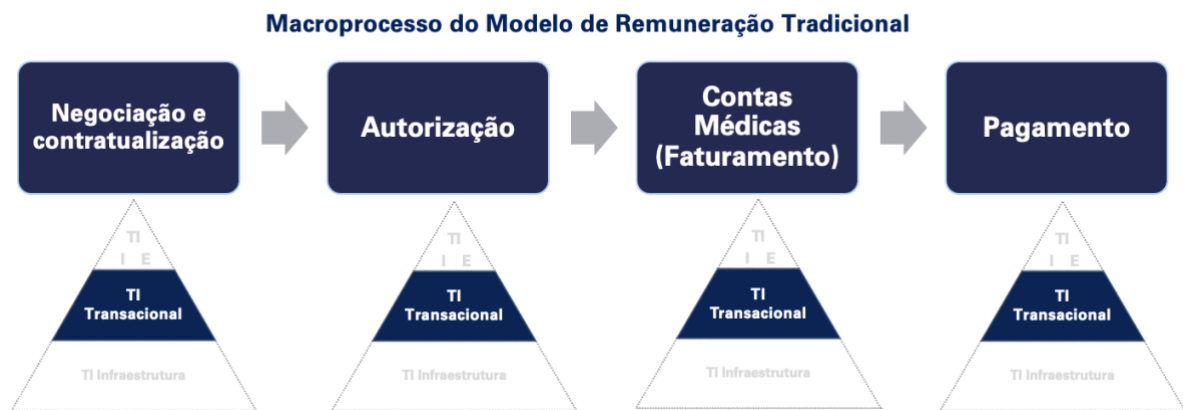 Macroprocesso do Modelo de Remuneração Tradicional
Negociação e
contratualização
Autorização
Contas
Médicas
(Faturamento)
Pagamento
TI
I E
TI
Transacional
TI Infraestrutura
TI
I E
TI
Transacional
TI Infraestrutura
TI
I E
TI
Transacional
TI Infraestrutura
TI
I E
TI
Transacional
TI Infraestrutura